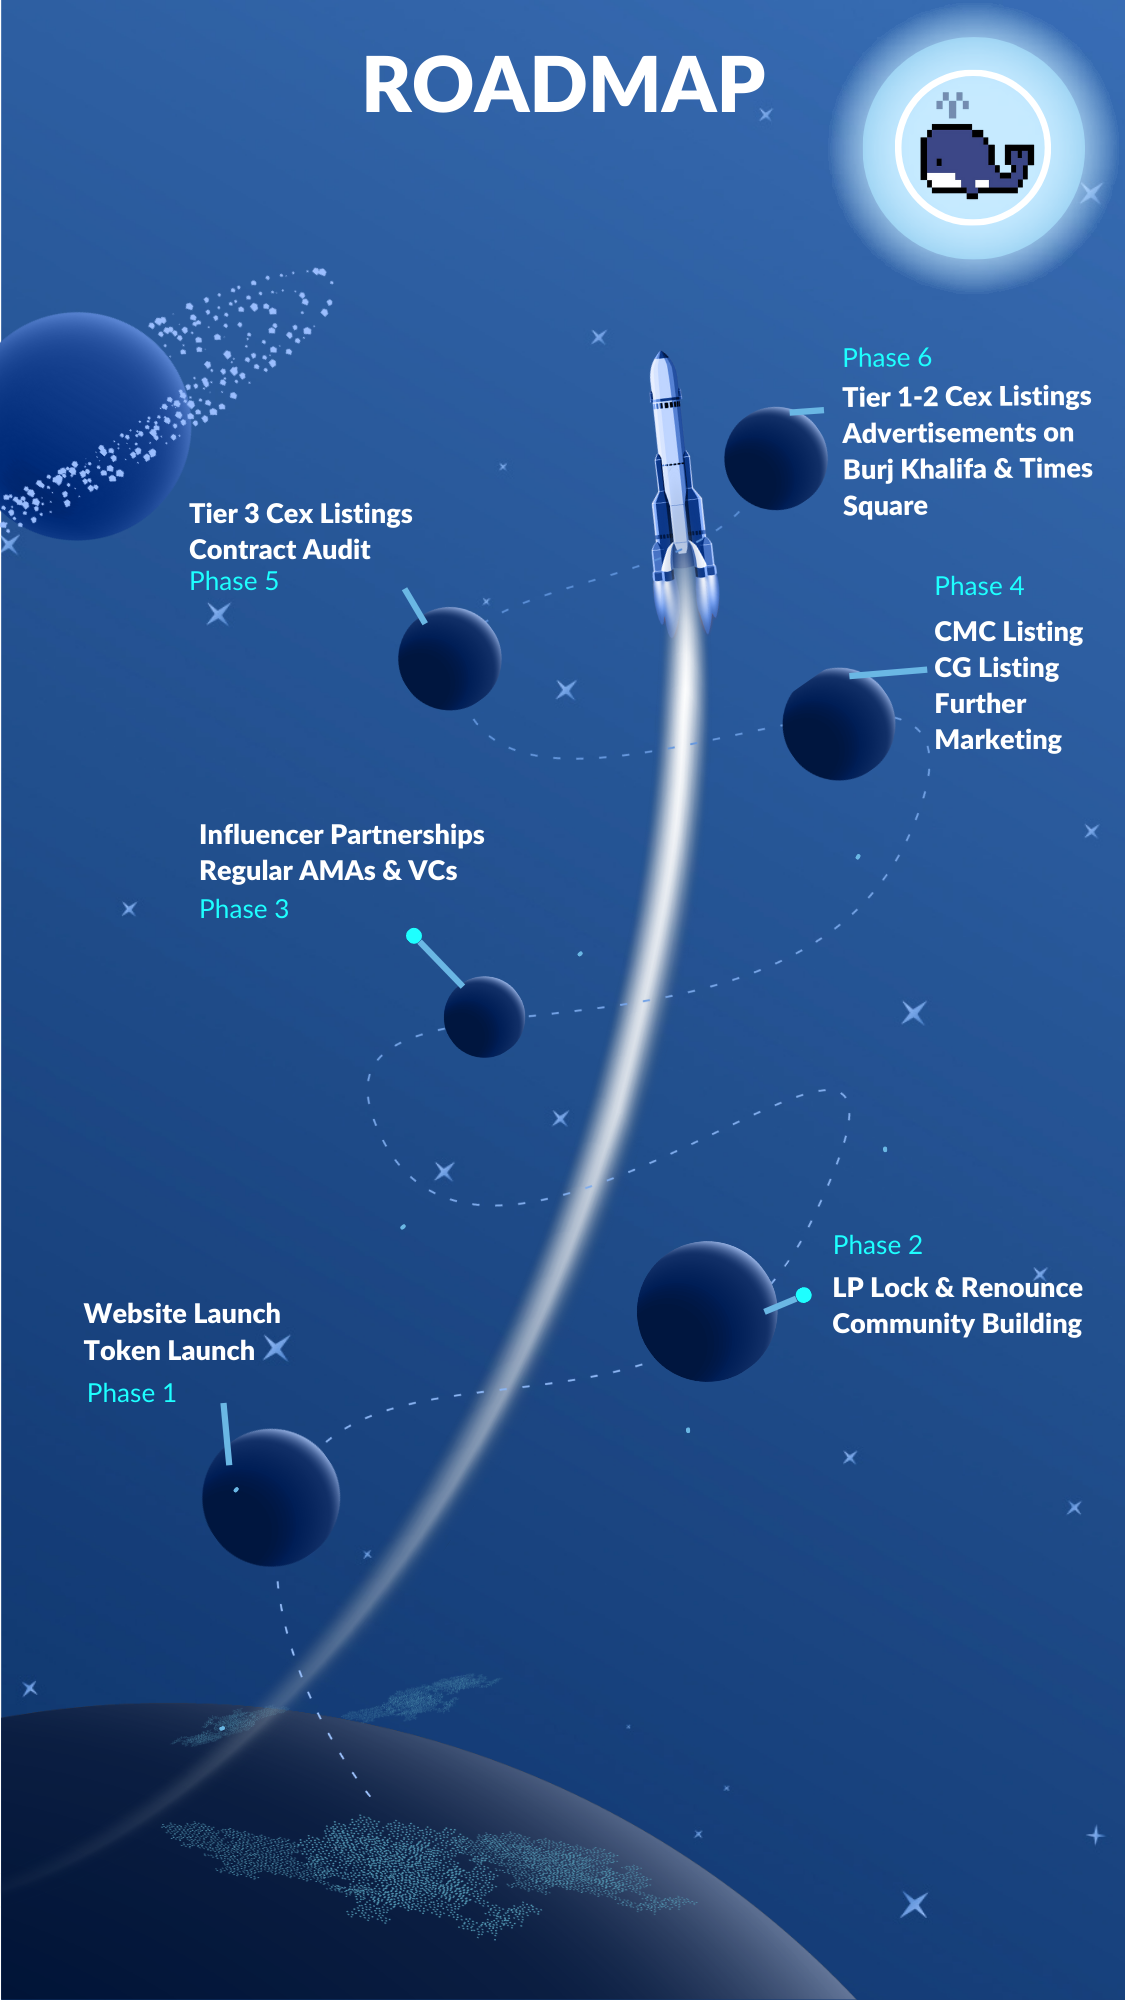 ROADMAP
Phase 6
Tier 1-2 Cex Listings
Advertisements on
Burj Khalifa & Times
Square
Tier 3 Cex Listings
Contract Audit
Phase 5
Phase 4
CMC Listing
CG Listing
Further
Marketing
Influencer Partnerships
Regular AMAs & VCs
Phase 3
Phase 2
LP Lock & Renounce
Community Building
Website Launch
Token Launch
Phase 1